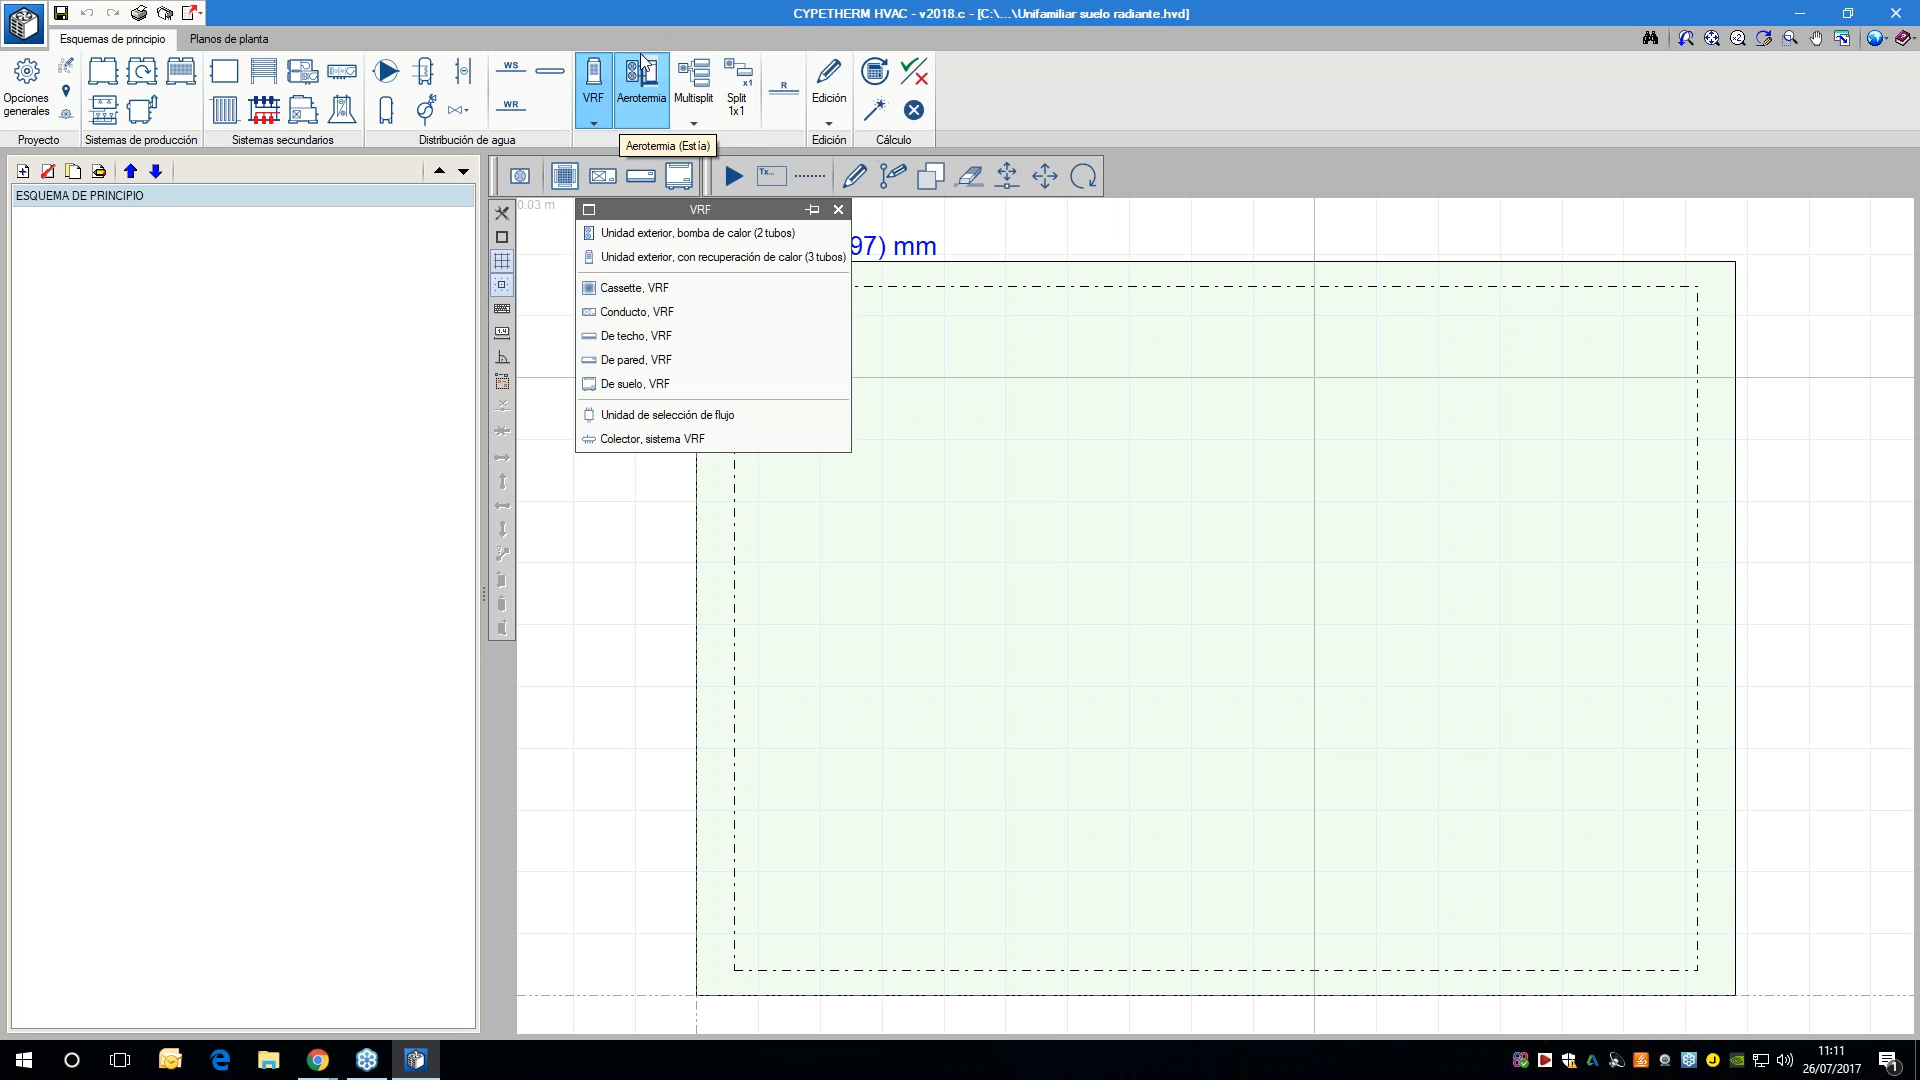 CYPETHERM HVAC - v2018.c - [C:\...\Unifamiliar suelo radiante.hvd]
Esquemas de principio
Planos de planta
Opciones
generales
WS
WR
VRF
Aerotermia
Multisplit
Split
1x1
x1
R
Edición
Proyecto
Sistemas de producción
Sistemas secundarios
Distribución de agua
Edición
Cálculo
Aerotermia (Estía)
Tx...
ESQUEMA DE PRINCIPIO
0.03 m
VRF
97) mm
Unidad exterior, bomba de calor (2 tubos)
Unidad exterior, con recuperación de calor (3 tubos)
Cassette, VRF
Conducto, VRF
De techo, VRF
De pared, VRF
De suelo, VRF
Unidad de selección de flujo
Colector, sistema VRF
11:11
26/07/2017
1